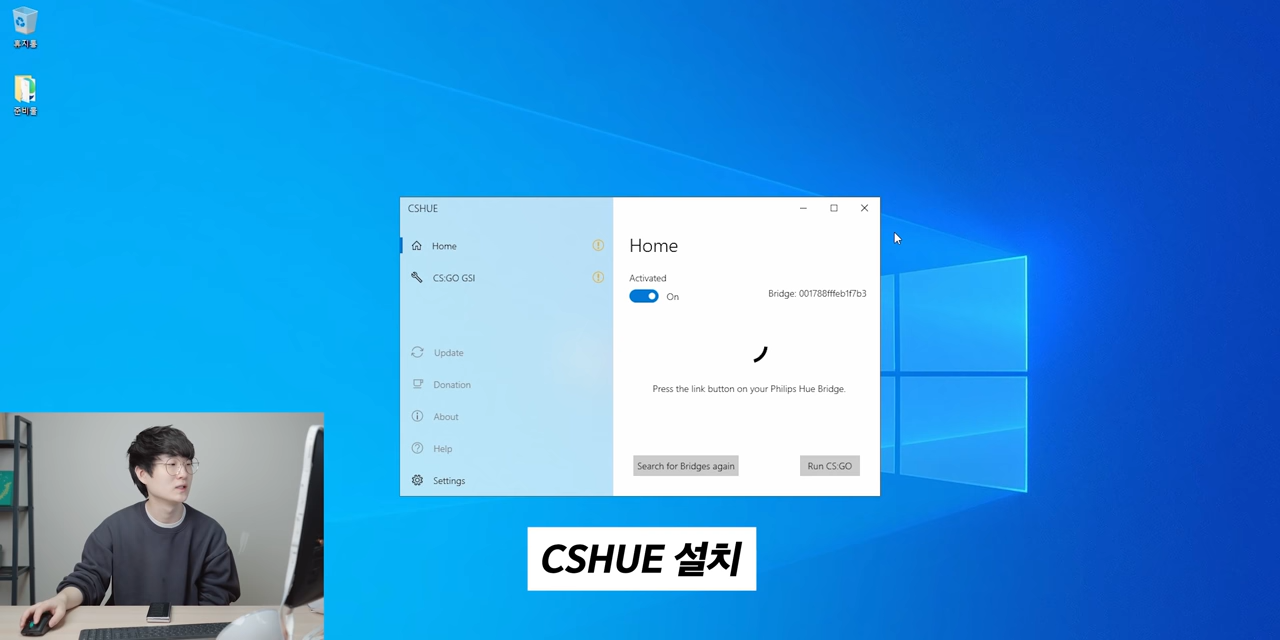 휴지통
준비물
CSHUE
Home
CS:GO GSI
Update
Donation
About
Help
Settings
Home
Activated
On
Bridge: 001788fffeb1f7b3
Press the link button on your Philips Hue Bridge.
Search for Bridges again
Run CS:GO
CSHUE 설치